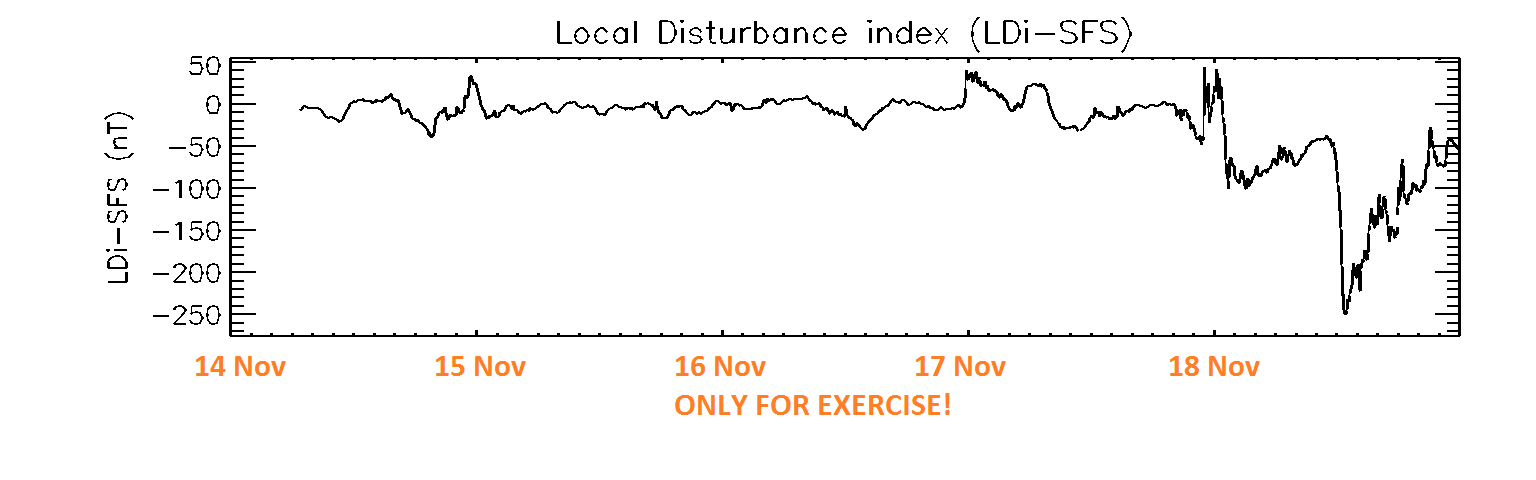 Local Disturbance index (LDi-SFS)
LDi-SFS (nT)
50
0
-50
-100
-150
-200
-250
14 Nov 15 Nov 16 Nov 17 Nov 18 Nov
ONLY FOR EXERCISE!